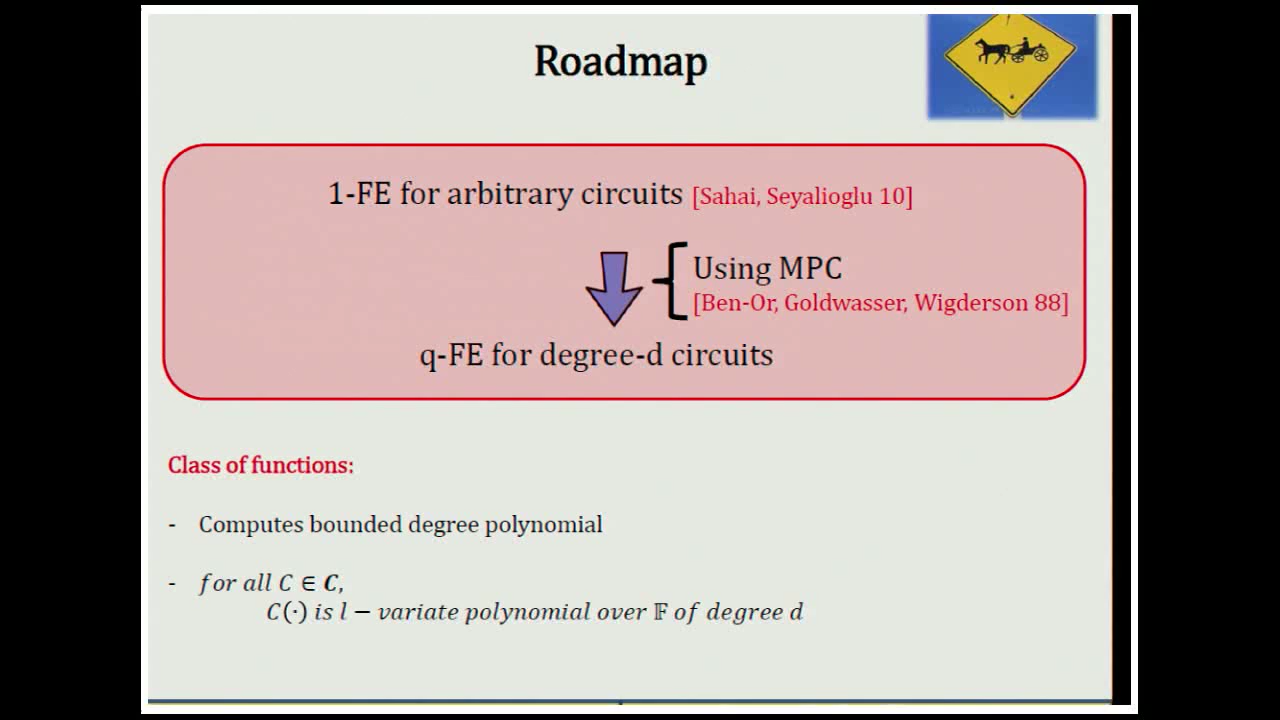 Roadmap
1-FE for arbitrary circuits [Sahai, Seyalioglu 10]
Using MPC
[Ben-Or, Goldwasser, Wigderson 88]
q-FE for degree-d circuits
Class of functions:
- Computes bounded degree polynomial
- for all C ∈ C,
C(·) is l − variate polynomial over 𝔽 of degree d